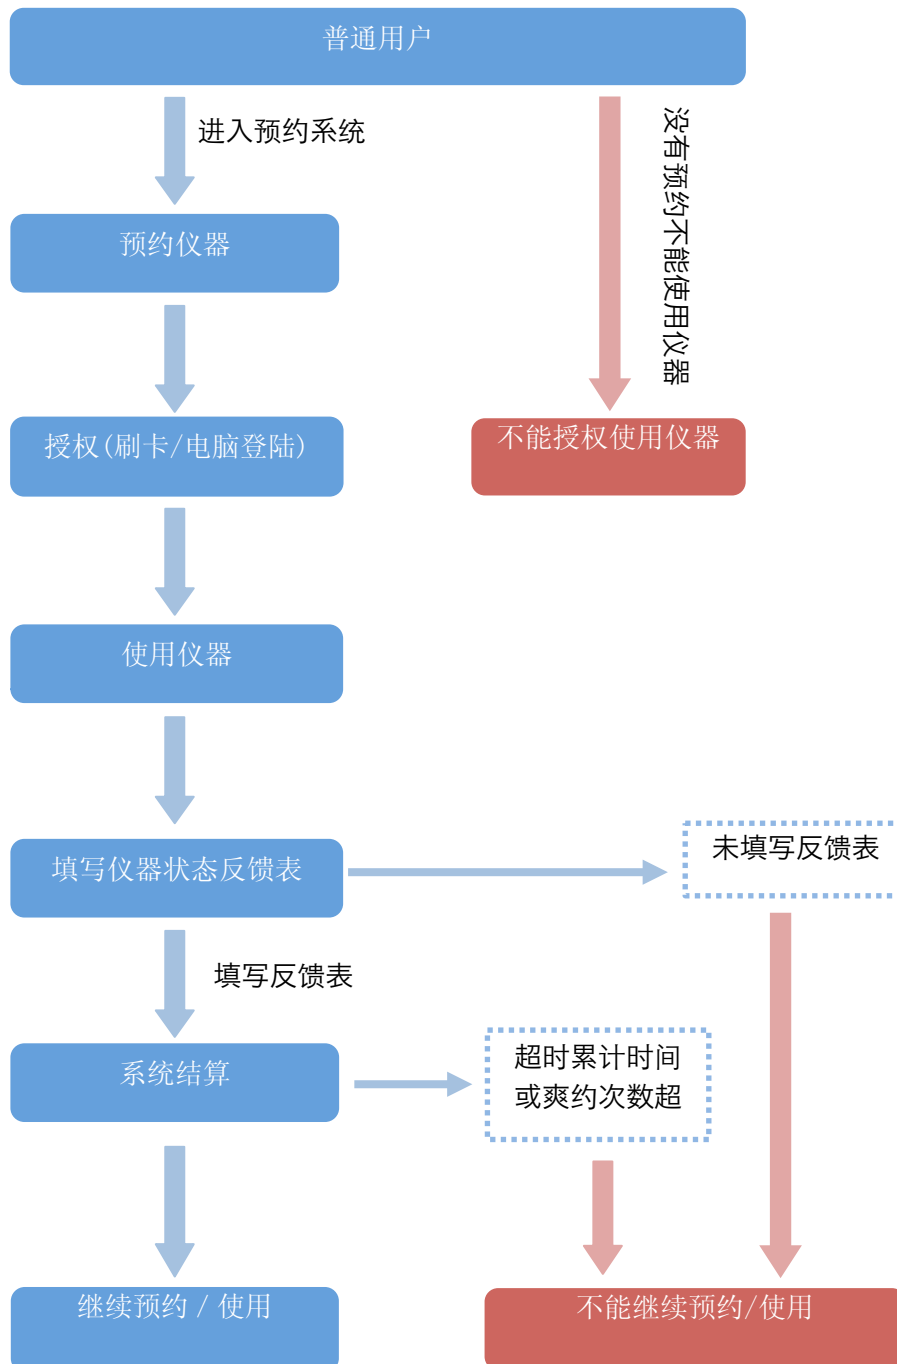 普通用户
进入预约系统
没有预约不能使用仪器
预约仪器
授权(刷卡/电脑登陆)
不能授权使用仪器
使用仪器
填写仪器状态反馈表
未填写反馈表
填写反馈表
系统结算
超时累计时间
或爽约次数超
继续预约 / 使用
不能继续预约/使用